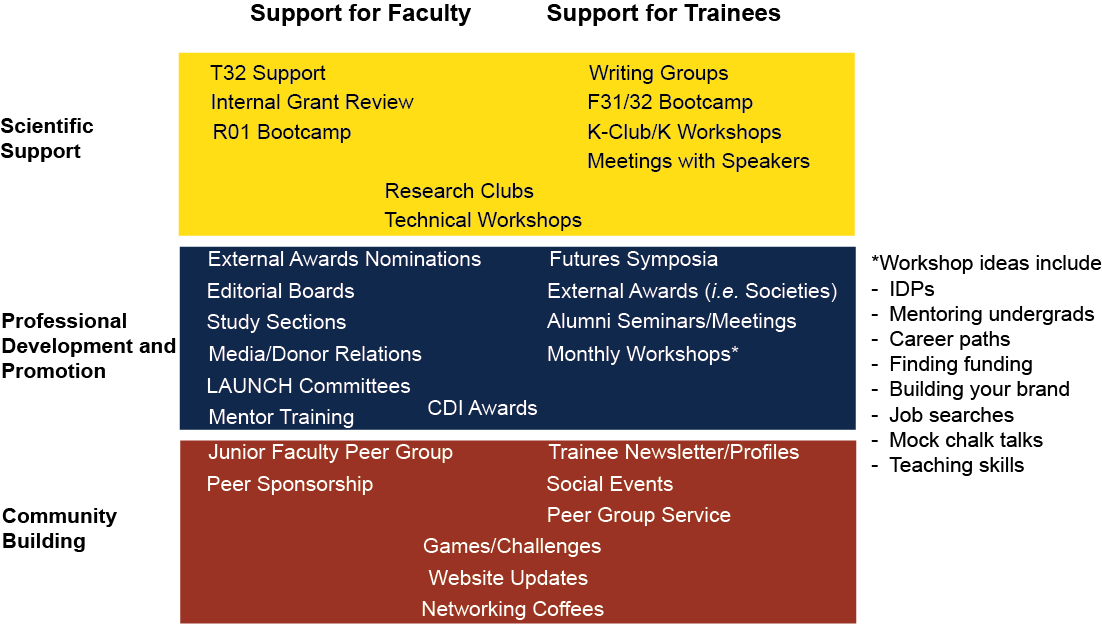 Support for Faculty
Support for Trainees
Scientific
Support
T32 Support
Internal Grant Review
R01 Bootcamp
Writing Groups
F31/32 Bootcamp
K-Club/K Workshops
Meetings with Speakers
Research Clubs
Technical Workshops
Professional
Development and
Promotion
External Awards Nominations
Editorial Boards
Study Sections
Media/Donor Relations
LAUNCH Committees
Mentor Training
Futures Symposia
External Awards (i.e. Societies)
Alumni Seminars/Meetings
Monthly Workshops*
CDI Awards
*Workshop ideas include
- IDPs
- Mentoring undergrads
- Career paths
- Finding funding
- Building your brand
- Job searches
- Mock chalk talks
- Teaching skills
Community
Building
Junior Faculty Peer Group
Peer Sponsorship
Trainee Newsletter/Profiles
Social Events
Peer Group Service
Games/Challenges
Website Updates
Networking Coffees